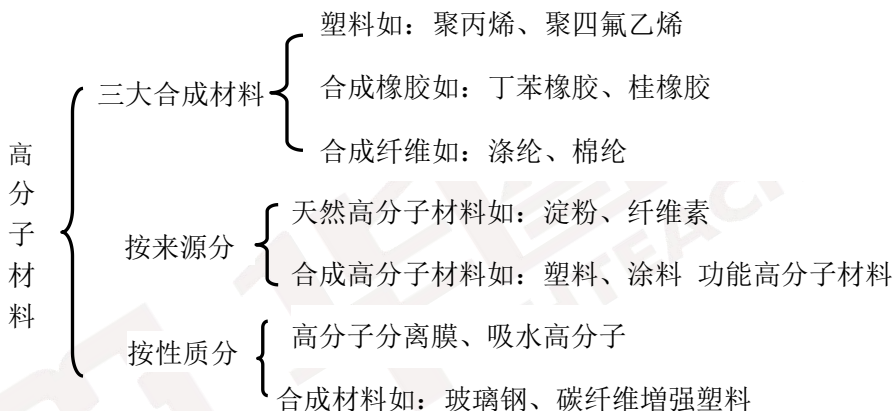 塑料如：聚丙烯、聚四氟乙烯
三大合成材料
合成橡胶如：丁苯橡胶、桂橡胶
合成纤维如：涤纶、棉纶
高分子材料
天然高分子材料如：淀粉、纤维素
按来源分
合成高分子材料如：塑料、涂料 功能高分子材料
高分子分离膜、吸水高分子
按性质分
合成材料如：玻璃钢、碳纤维增强塑料